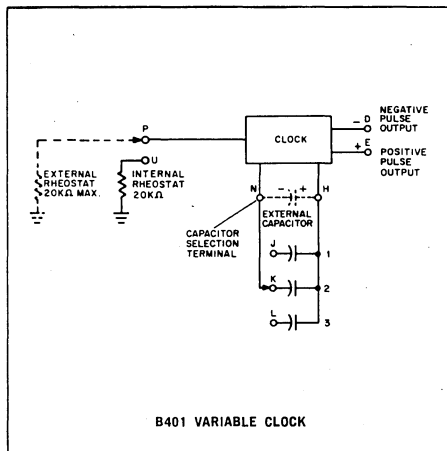 NEGATIVE
PULSE
OUTPUT
– D
P
CLOCK
+ E
POSITIVE
PULSE
OUTPUT
U
EXTERNAL
RHEOSTAT
20KΩ MAX.
INTERNAL
RHEOSTAT
20KΩ
N
– +
H
EXTERNAL
CAPACITOR
CAPACITOR
SELECTION
TERMINAL
J
1
K
2
L
3
B401 VARIABLE CLOCK